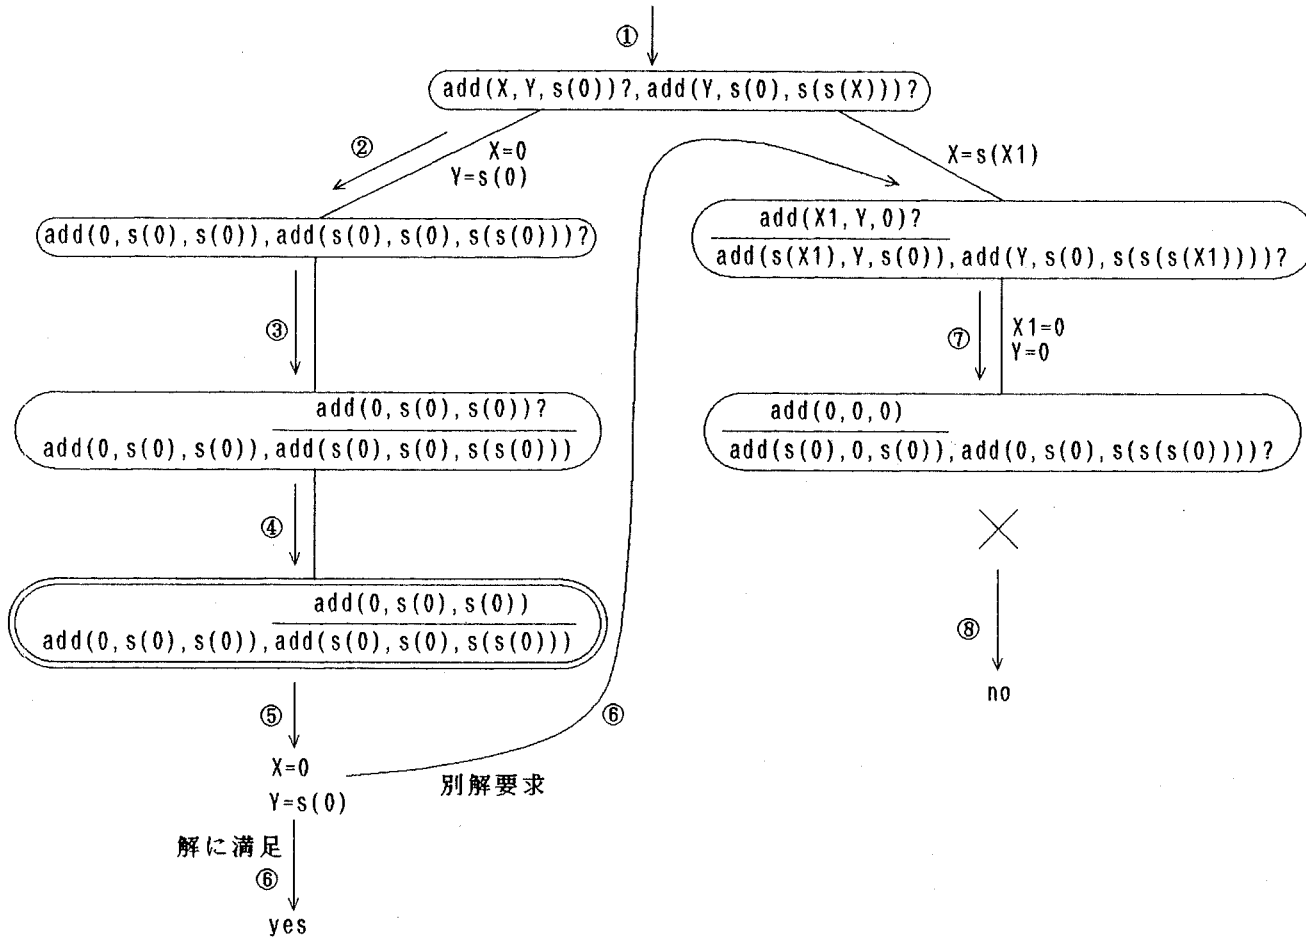 ①
add(X,Y,s(0))?,add(Y,s(0),s(s(X)))?
②
X=0
Y=s(0)
X=s(X1)
add(0,s(0),s(0)),add(s(0),s(0),s(s(0)))?
add(X1,Y,0)?
add(s(X1),Y,s(0)),add(Y,s(0),s(s(s(X1))))?
③
⑦
X1=0
Y=0
add(0,s(0),s(0))?
add(0,s(0),s(0)),add(s(0),s(0),s(s(0)))
add(0,0,0)
add(s(0),0,s(0)),add(0,s(0),s(s(s(0))))?
④
add(0,s(0),s(0))
add(0,s(0),s(0)),add(s(0),s(0),s(s(0)))
⑧
no
⑤
⑥
X=0
Y=s(0)
別解要求
解に満足
⑥
yes